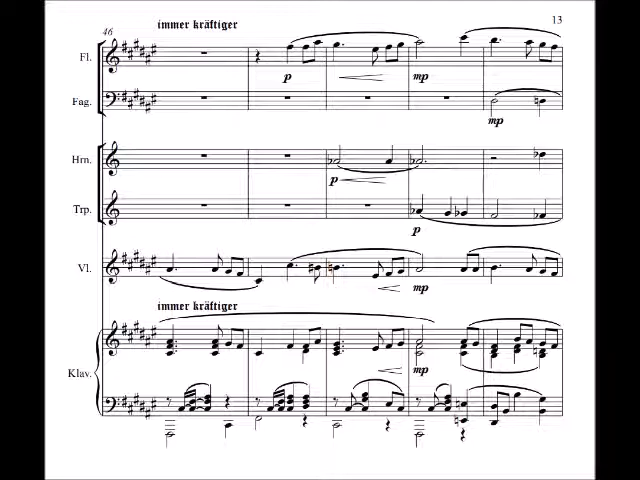 13
46
immer kräftiger
Fl.
p
mp
Fag.
mp
Hrn.
p
Trp.
p
Vl.
mp
immer kräftiger
Klav.
mp